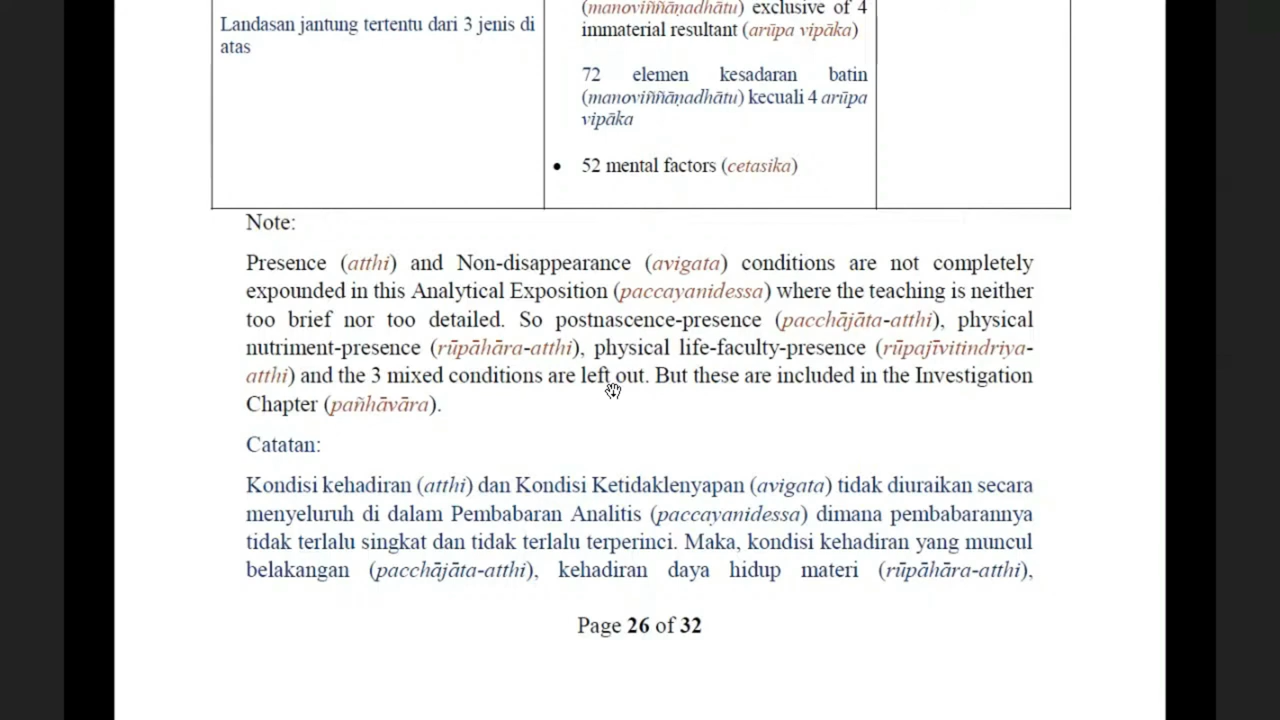 Landasan jantung tertentu dari 3 jenis di
atas
(manoviññāṇadhātu) exclusive of 4
immaterial resultant (arūpa vipāka)
72 elemen kesadaran batin
(manoviññāṇadhātu) kecuali 4 arūpa
vipāka
• 52 mental factors (cetasika)
Note:
Presence (atthi) and Non-disappearance (avigata) conditions are not completely
expounded in this Analytical Exposition (paccayanidessa) where the teaching is neither
too brief nor too detailed. So postnascence-presence (pacchājāta-atthi), physical
nutriment-presence (rūpāhāra-atthi), physical life-faculty-presence (rūpajīvitindriya-
atthi) and the 3 mixed conditions are left out. But these are included in the Investigation
Chapter (pañhāvāra).
Catatan:
Kondisi kehadiran (atthi) dan Kondisi Ketidaklenyapan (avigata) tidak diuraikan secara
menyeluruh di dalam Pembabaran Analitis (paccayanidessa) dimana pembabarannya
tidak terlalu singkat dan tidak terlalu terperinci. Maka, kondisi kehadiran yang muncul
belakangan (pacchājāta-atthi), kehadiran daya hidup materi (rūpāhāra-atthi),
Page 26 of 32